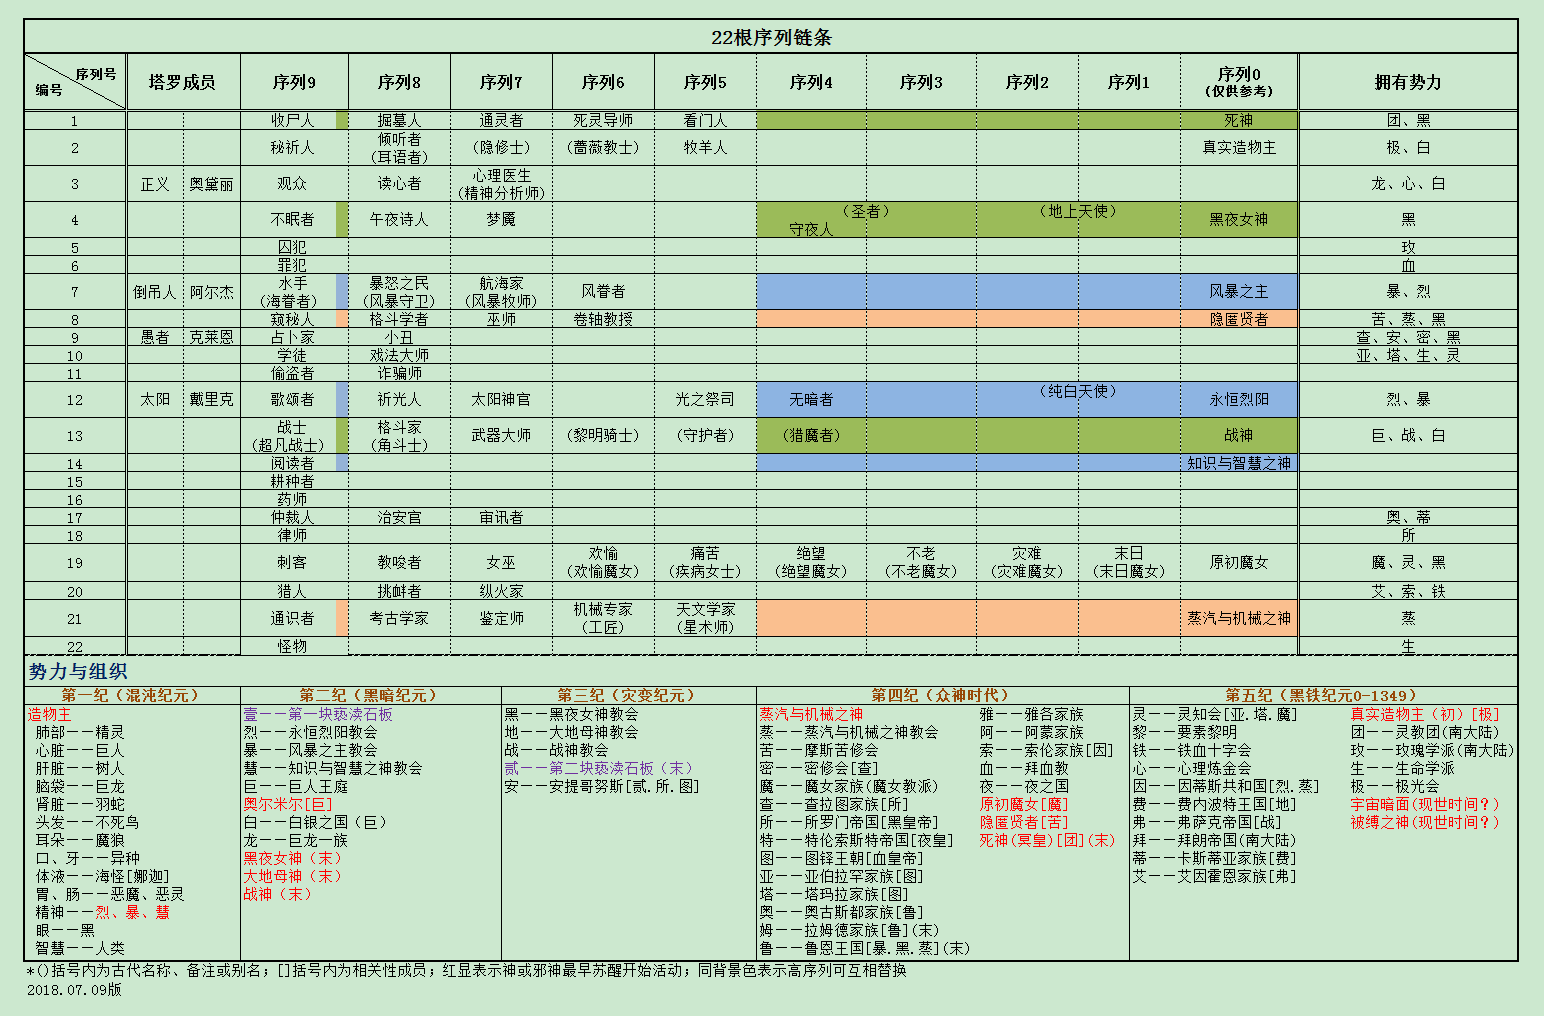 22根序列链条
序列号
编号
塔罗成员
序列9
序列8
序列7
序列6
序列5
序列4
序列3
序列2
序列1
序列0
(仅供参考)
拥有势力
1 收尸人 掘墓人 通灵者 死灵导师 看门人 死神 团、黑
2 秘祈人 倾听者 (隐修士) (蔷薇教士) 牧羊人 真实造物主 极、白
(耳语者)
3 正义 奥黛丽 观众 读心者 心理医生 龙、心、白
(精神分析师)
4 不眠者 午夜诗人 梦魇 (圣者) (地上天使) 黑夜女神 黑
守夜人
5 囚犯 玫
6 罪犯 血
7 倒吊人 阿尔杰 水手 暴怒之民 航海家 风眷者 风暴之主 暴、烈
(海眷者) (风暴守卫) (风暴牧师)
8 窥秘人 格斗学者 巫师 卷轴教授 隐匿贤者 苦、蒸、黑
9 愚者 克莱恩 占卜家 小丑 查、安、密、黑
10 学徒 戏法大师 亚、塔、生、灵
11 偷盗者 诈骗师
12 太阳 戴里克 歌颂者 祈光人 太阳神官 光之祭司 无暗者 (纯白天使) 永恒烈阳 烈、暴
13 战士 格斗家 武器大师 (黎明骑士) (守护者) (猎魔者) 战神 巨、战、白
(超凡战士) (角斗士)
14 阅读者 知识与智慧之神
15 耕种者
16 药师
17 仲裁人 治安官 审讯者 奥、蒂
18 律师 所
19 刺客 教唆者 女巫 欢愉 痛苦 绝望 不老 灾难 末日 原初魔女 魔、灵、黑
(欢愉魔女) (疾病女士) (绝望魔女) (不老魔女) (灾难魔女) (末日魔女)
20 猎人 挑衅者 纵火家 艾、索、铁
21 通识者 考古学家 鉴定师 机械专家 天文学家 蒸汽与机械之神 蒸
(工匠) (星术师)
22 怪物 生
势力与组织
第一纪（混沌纪元）
造物主
肺部——精灵
心脏——巨人
肝脏——树人
脑袋——巨龙
肾脏——羽蛇
头发——不死鸟
耳朵——魔狼
口、牙——异种
体液——海怪[娜迦]
胃、肠——恶魔、恶灵
精神——烈、暴、慧
眼——黑
智慧——人类
第二纪（黑暗纪元）
壹——第一块亵渎石板
烈——永恒烈阳教会
暴——风暴之主教会
慧——知识与智慧之神教会
巨——巨人王庭
奥尔米尔[巨]
白——白银之国（巨）
龙——巨龙一族
黑夜女神（末）
大地母神（末）
战神（末）
第三纪（灾变纪元）
黑——黑夜女神教会
地——大地母神教会
战——战神教会
贰——第二块亵渎石板（末）
安——安提哥努斯[贰.所.图]
第四纪（众神时代）
蒸汽与机械之神
蒸——蒸汽与机械之神教会
苦——摩斯苦修会
密——密修会[查]
魔——魔女家族(魔女教派)
查——查拉图家族[所]
所——所罗门帝国[黑皇帝]
特——特伦索斯特帝国[夜皇]
图——图铎王朝[血皇帝]
亚——亚伯拉罕家族[图]
塔——塔玛拉家族[图]
奥——奥古斯都家族[鲁]
姆——拉姆德家族[鲁](末)
鲁——鲁恩王国[暴.黑.蒸](末)
雅——雅各家族
阿——阿蒙家族
索——索伦家族[因]
血——拜血教
夜——夜之国
原初魔女[魔]
隐匿贤者[苦]
死神(冥皇)[团](末)
第五纪（黑铁纪元0-1349）
灵——灵知会[亚.塔.魔]
黎——要素黎明
铁——铁血十字会
心——心理炼金会
因——因蒂斯共和国[烈.蒸]
费——费内波特王国[地]
弗——弗萨克帝国[战]
拜——拜朗帝国(南大陆)
蒂——卡斯蒂亚家族[费]
艾——艾因霍恩家族[弗]
真实造物主（初）[极]
团——灵教团(南大陆)
玫——玫瑰学派(南大陆)
生——生命学派
极——极光会
宇宙暗面(现世时间？)
被缚之神(现世时间？)
*()括号内为古代名称、备注或别名；[]括号内为相关性成员；红显表示神或邪神最早苏醒开始活动；同背景色表示高序列可互相替换
2018.07.09版